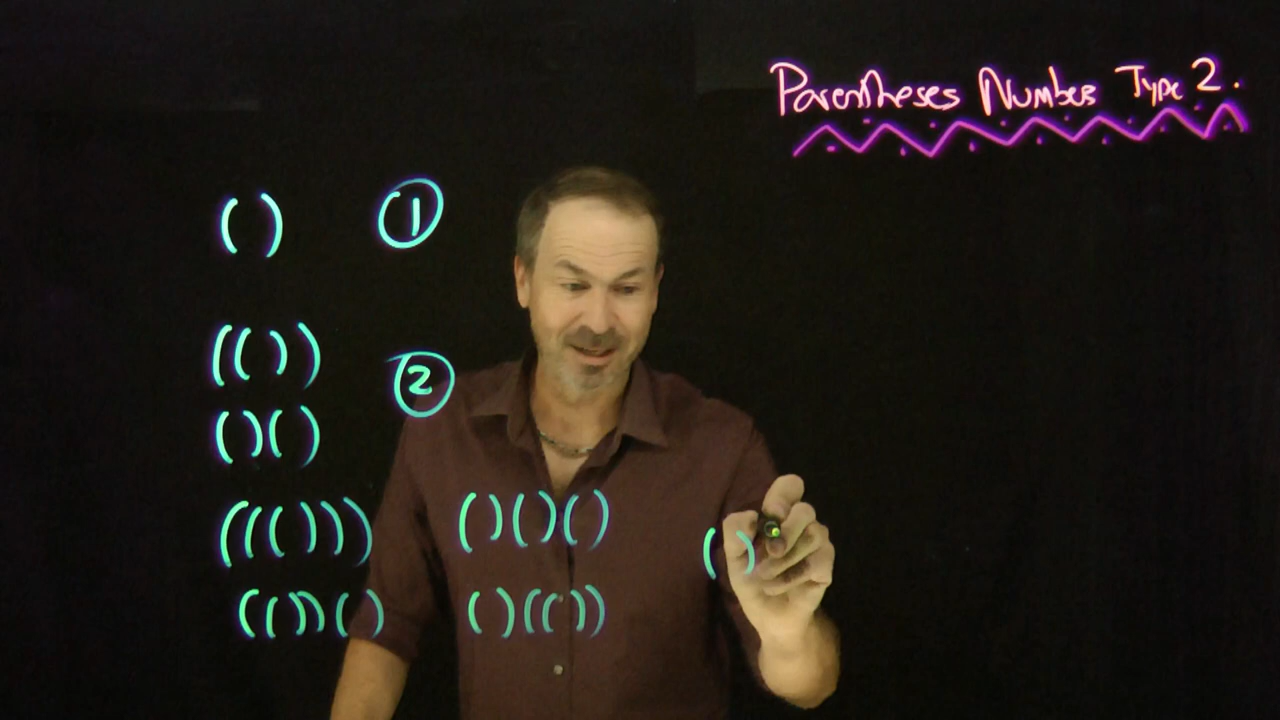 Parentheses Number Type 2.
( ) 1
(( )) 2
( )( )
((( ))) ( )( )( ) ( )
(( ))( ) ( )(( ))